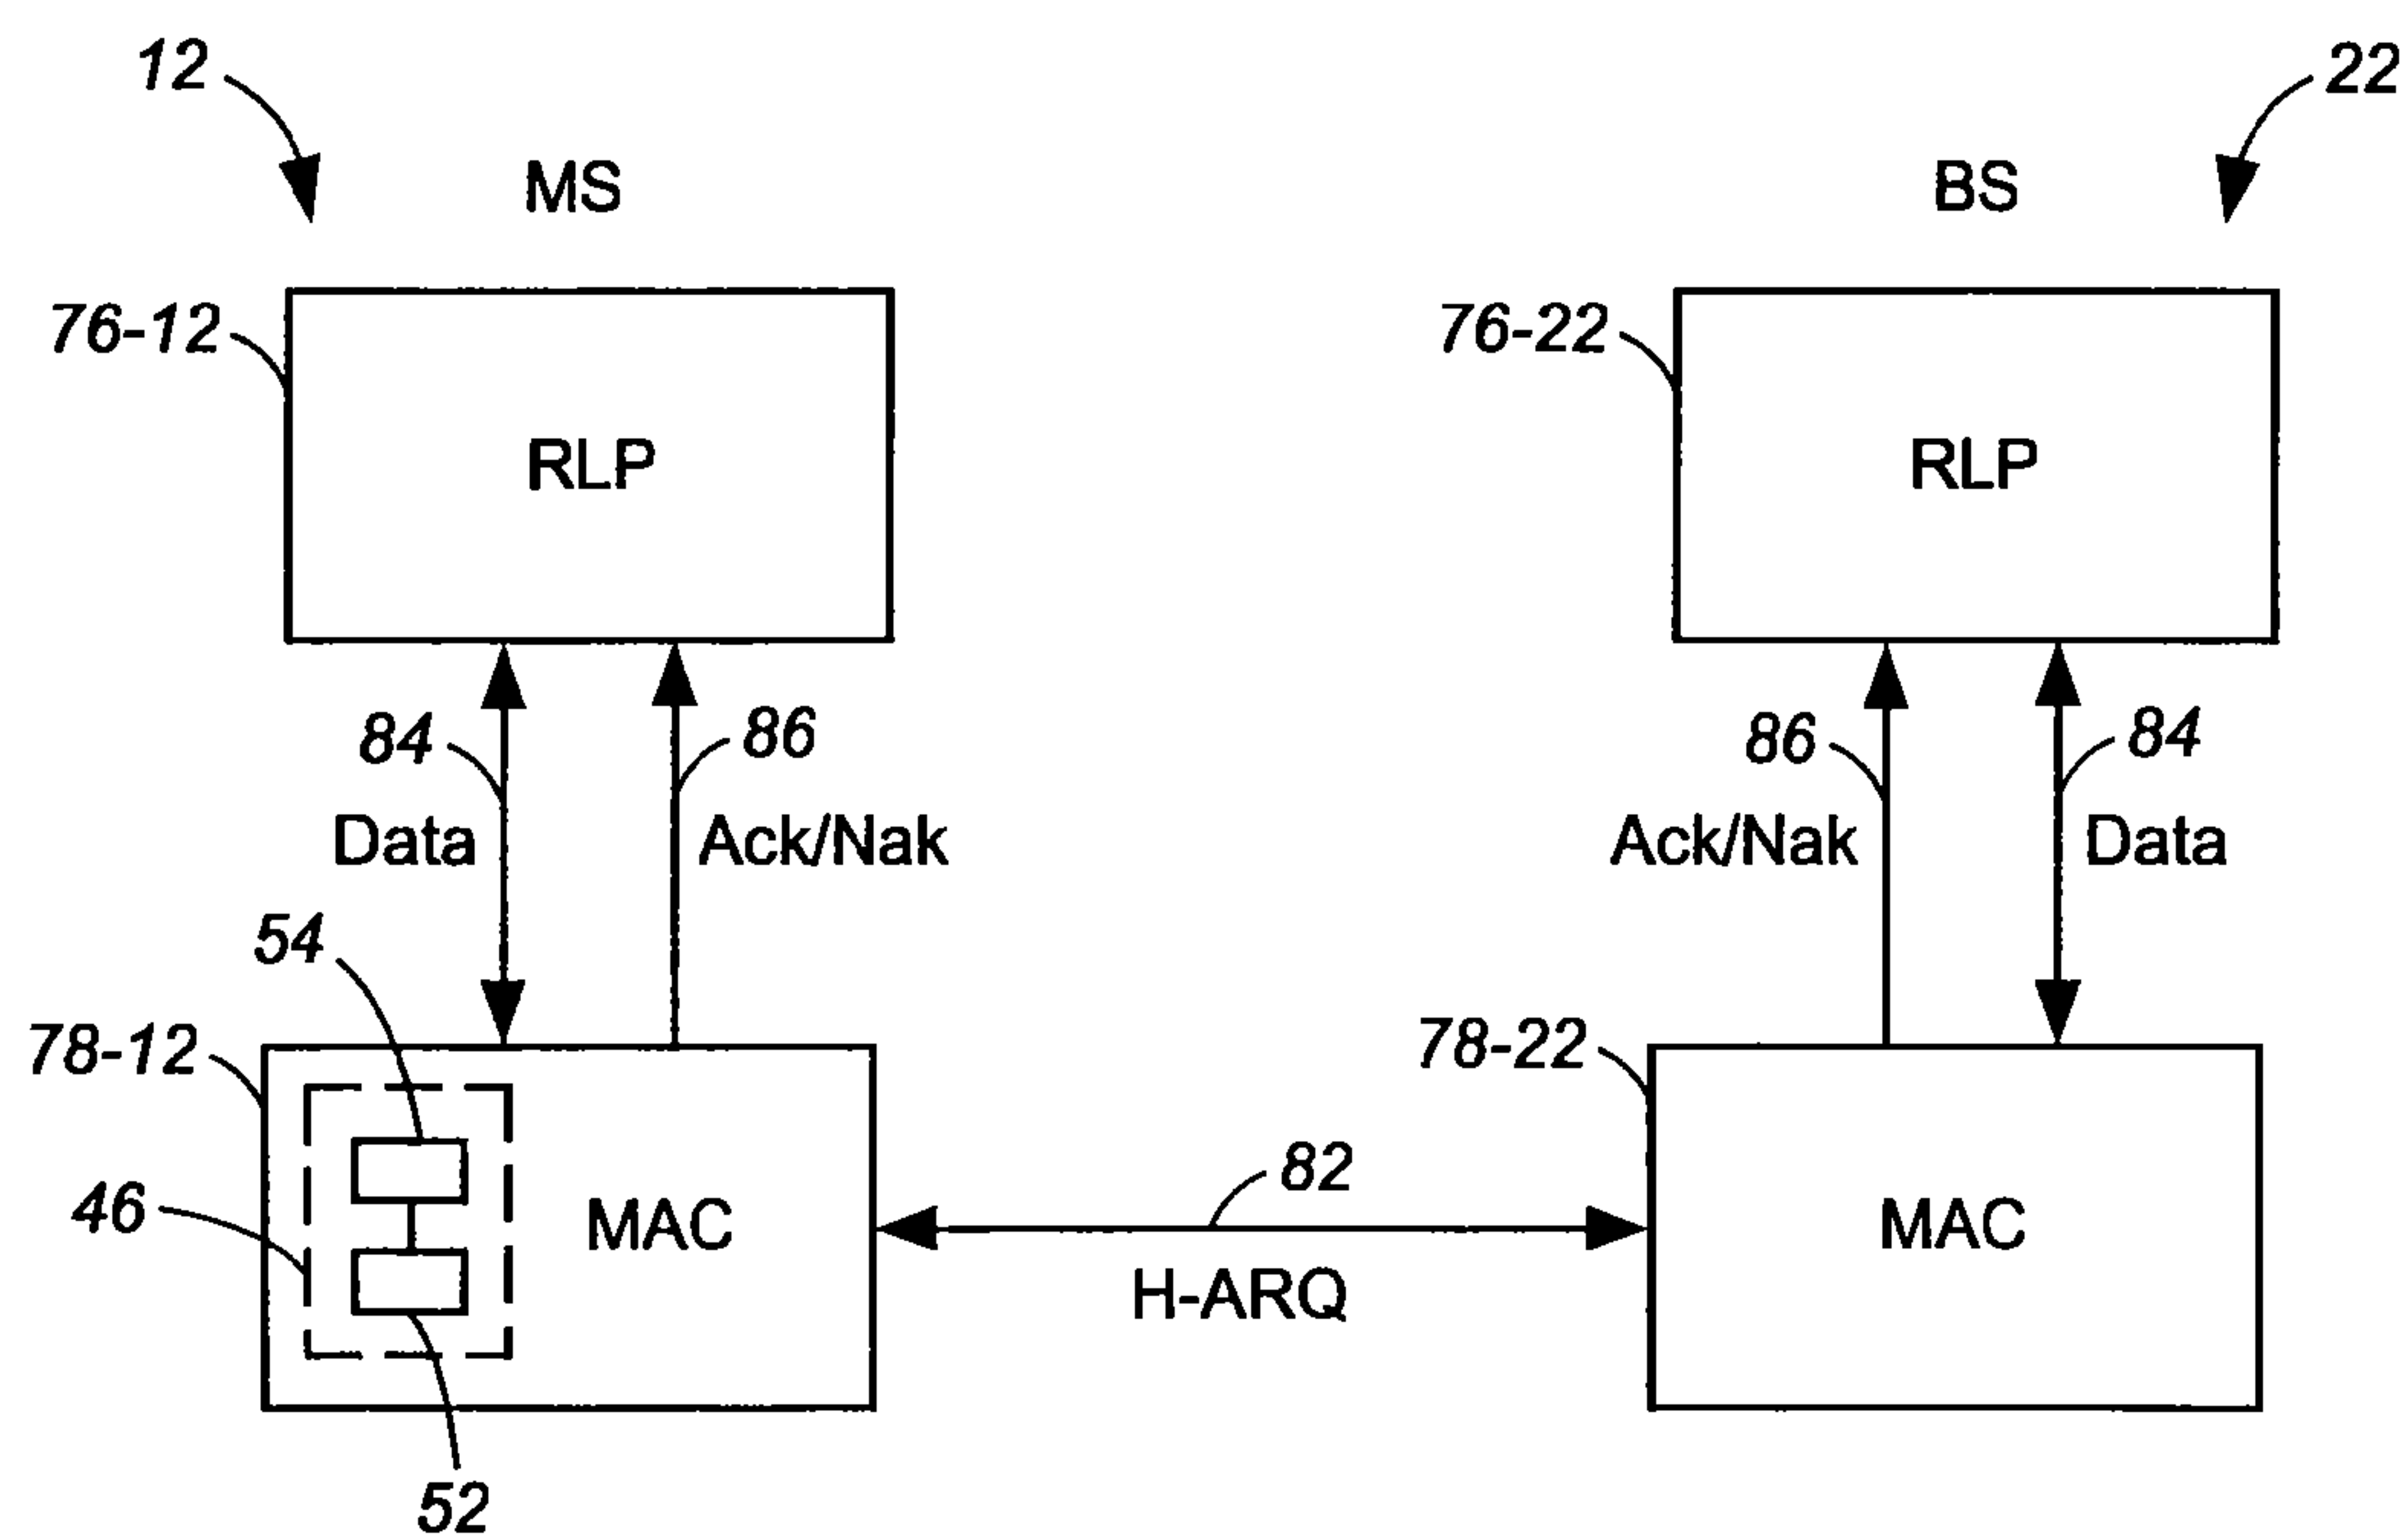 12
22
MS
BS
76-12
76-22
RLP
RLP
84
86
86
84
Data
Ack/Nak
Ack/Nak
Data
54
78-12
78-22
46
82
MAC
MAC
H-ARQ
52